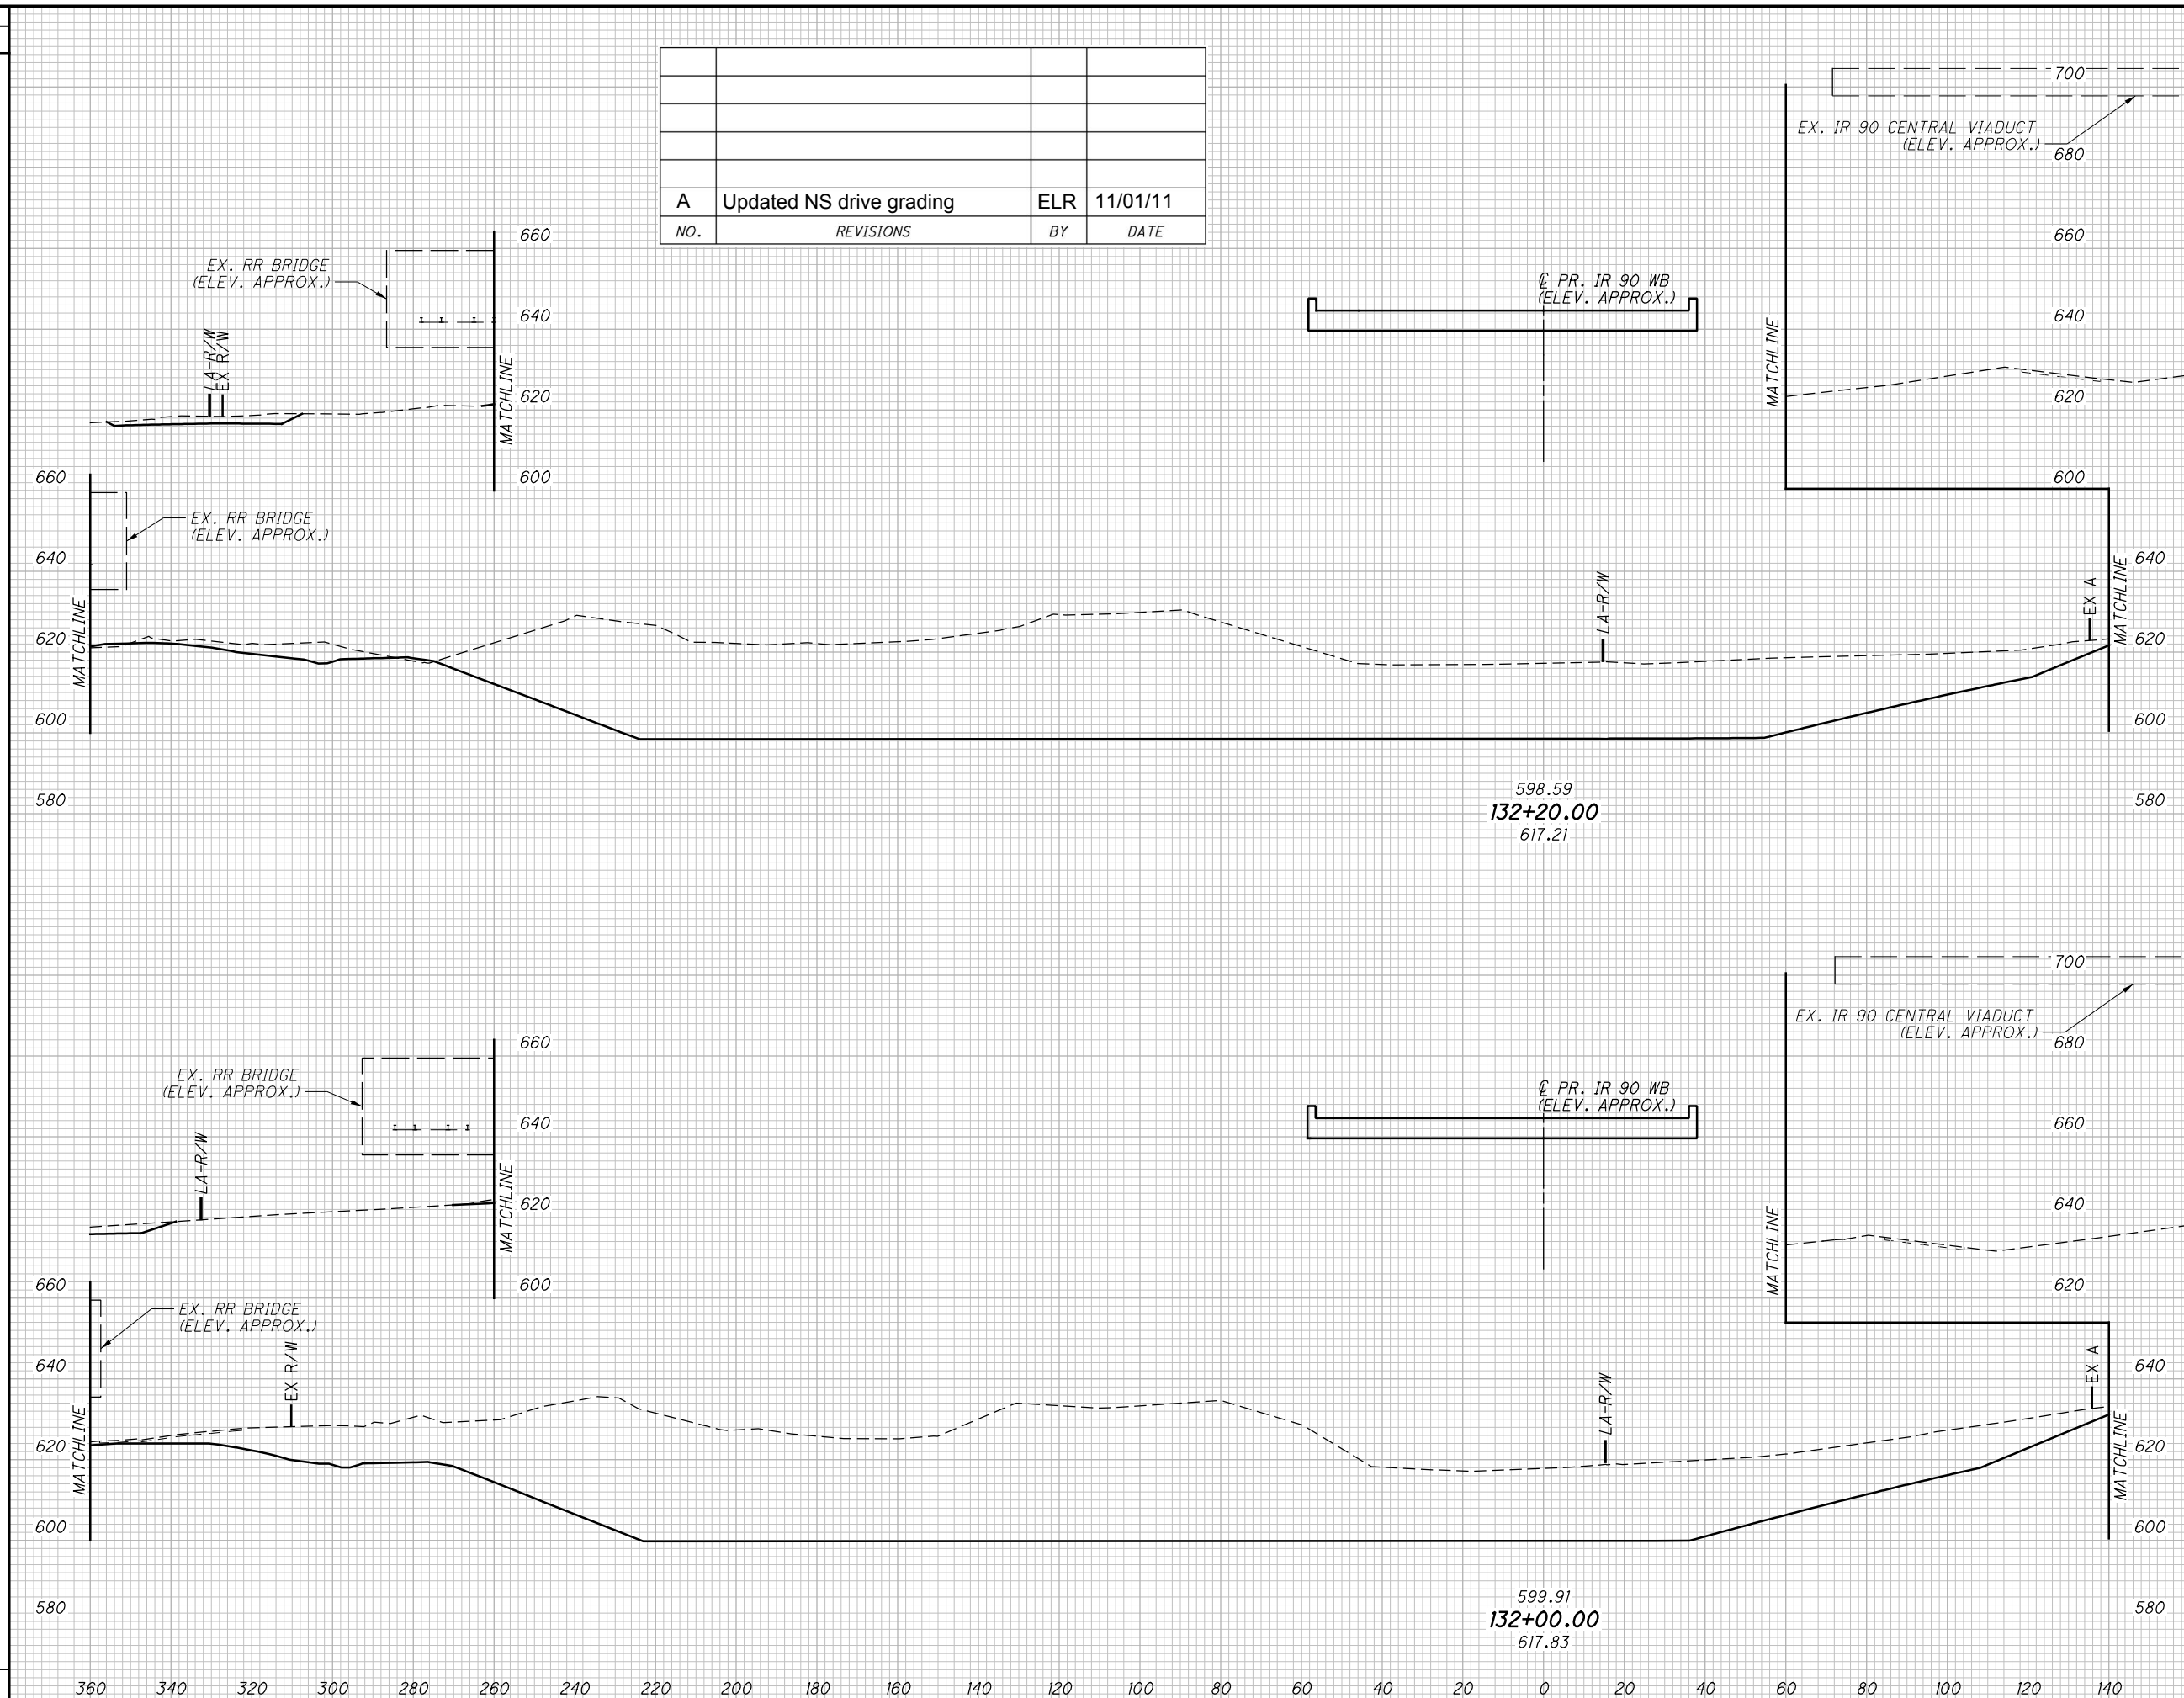 A Updated NS drive grading ELR 11/01/11
NO. REVISIONS BY DATE
700
EX. IR 90 CENTRAL VIADUCT
(ELEV. APPROX.)
680
660
660
EX. RR BRIDGE
(ELEV. APPROX.)
℄ PR. IR 90 WB
(ELEV. APPROX.)
640
640
LA-R/W
EX R/W
MATCHLINE
MATCHLINE
620
620
660
600
600
EX. RR BRIDGE
(ELEV. APPROX.)
640
640
LA-R/W
EX A
MATCHLINE
MATCHLINE
620
620
600
600
580
580
598.59
132+20.00
617.21
700
EX. IR 90 CENTRAL VIADUCT
(ELEV. APPROX.)
680
660
EX. RR BRIDGE
(ELEV. APPROX.)
℄ PR. IR 90 WB
(ELEV. APPROX.)
640
660
LA-R/W
MATCHLINE
MATCHLINE
620
640
660
600
620
EX. RR BRIDGE
(ELEV. APPROX.)
640
640
EX R/W
LA-R/W
EX A
MATCHLINE
MATCHLINE
620
620
600
600
580
580
599.91
132+00.00
617.83
360 340 320 300 280 260 240 220 200 180 160 140 120 100 80 60 40 20 0 20 40 60 80 100 120 140